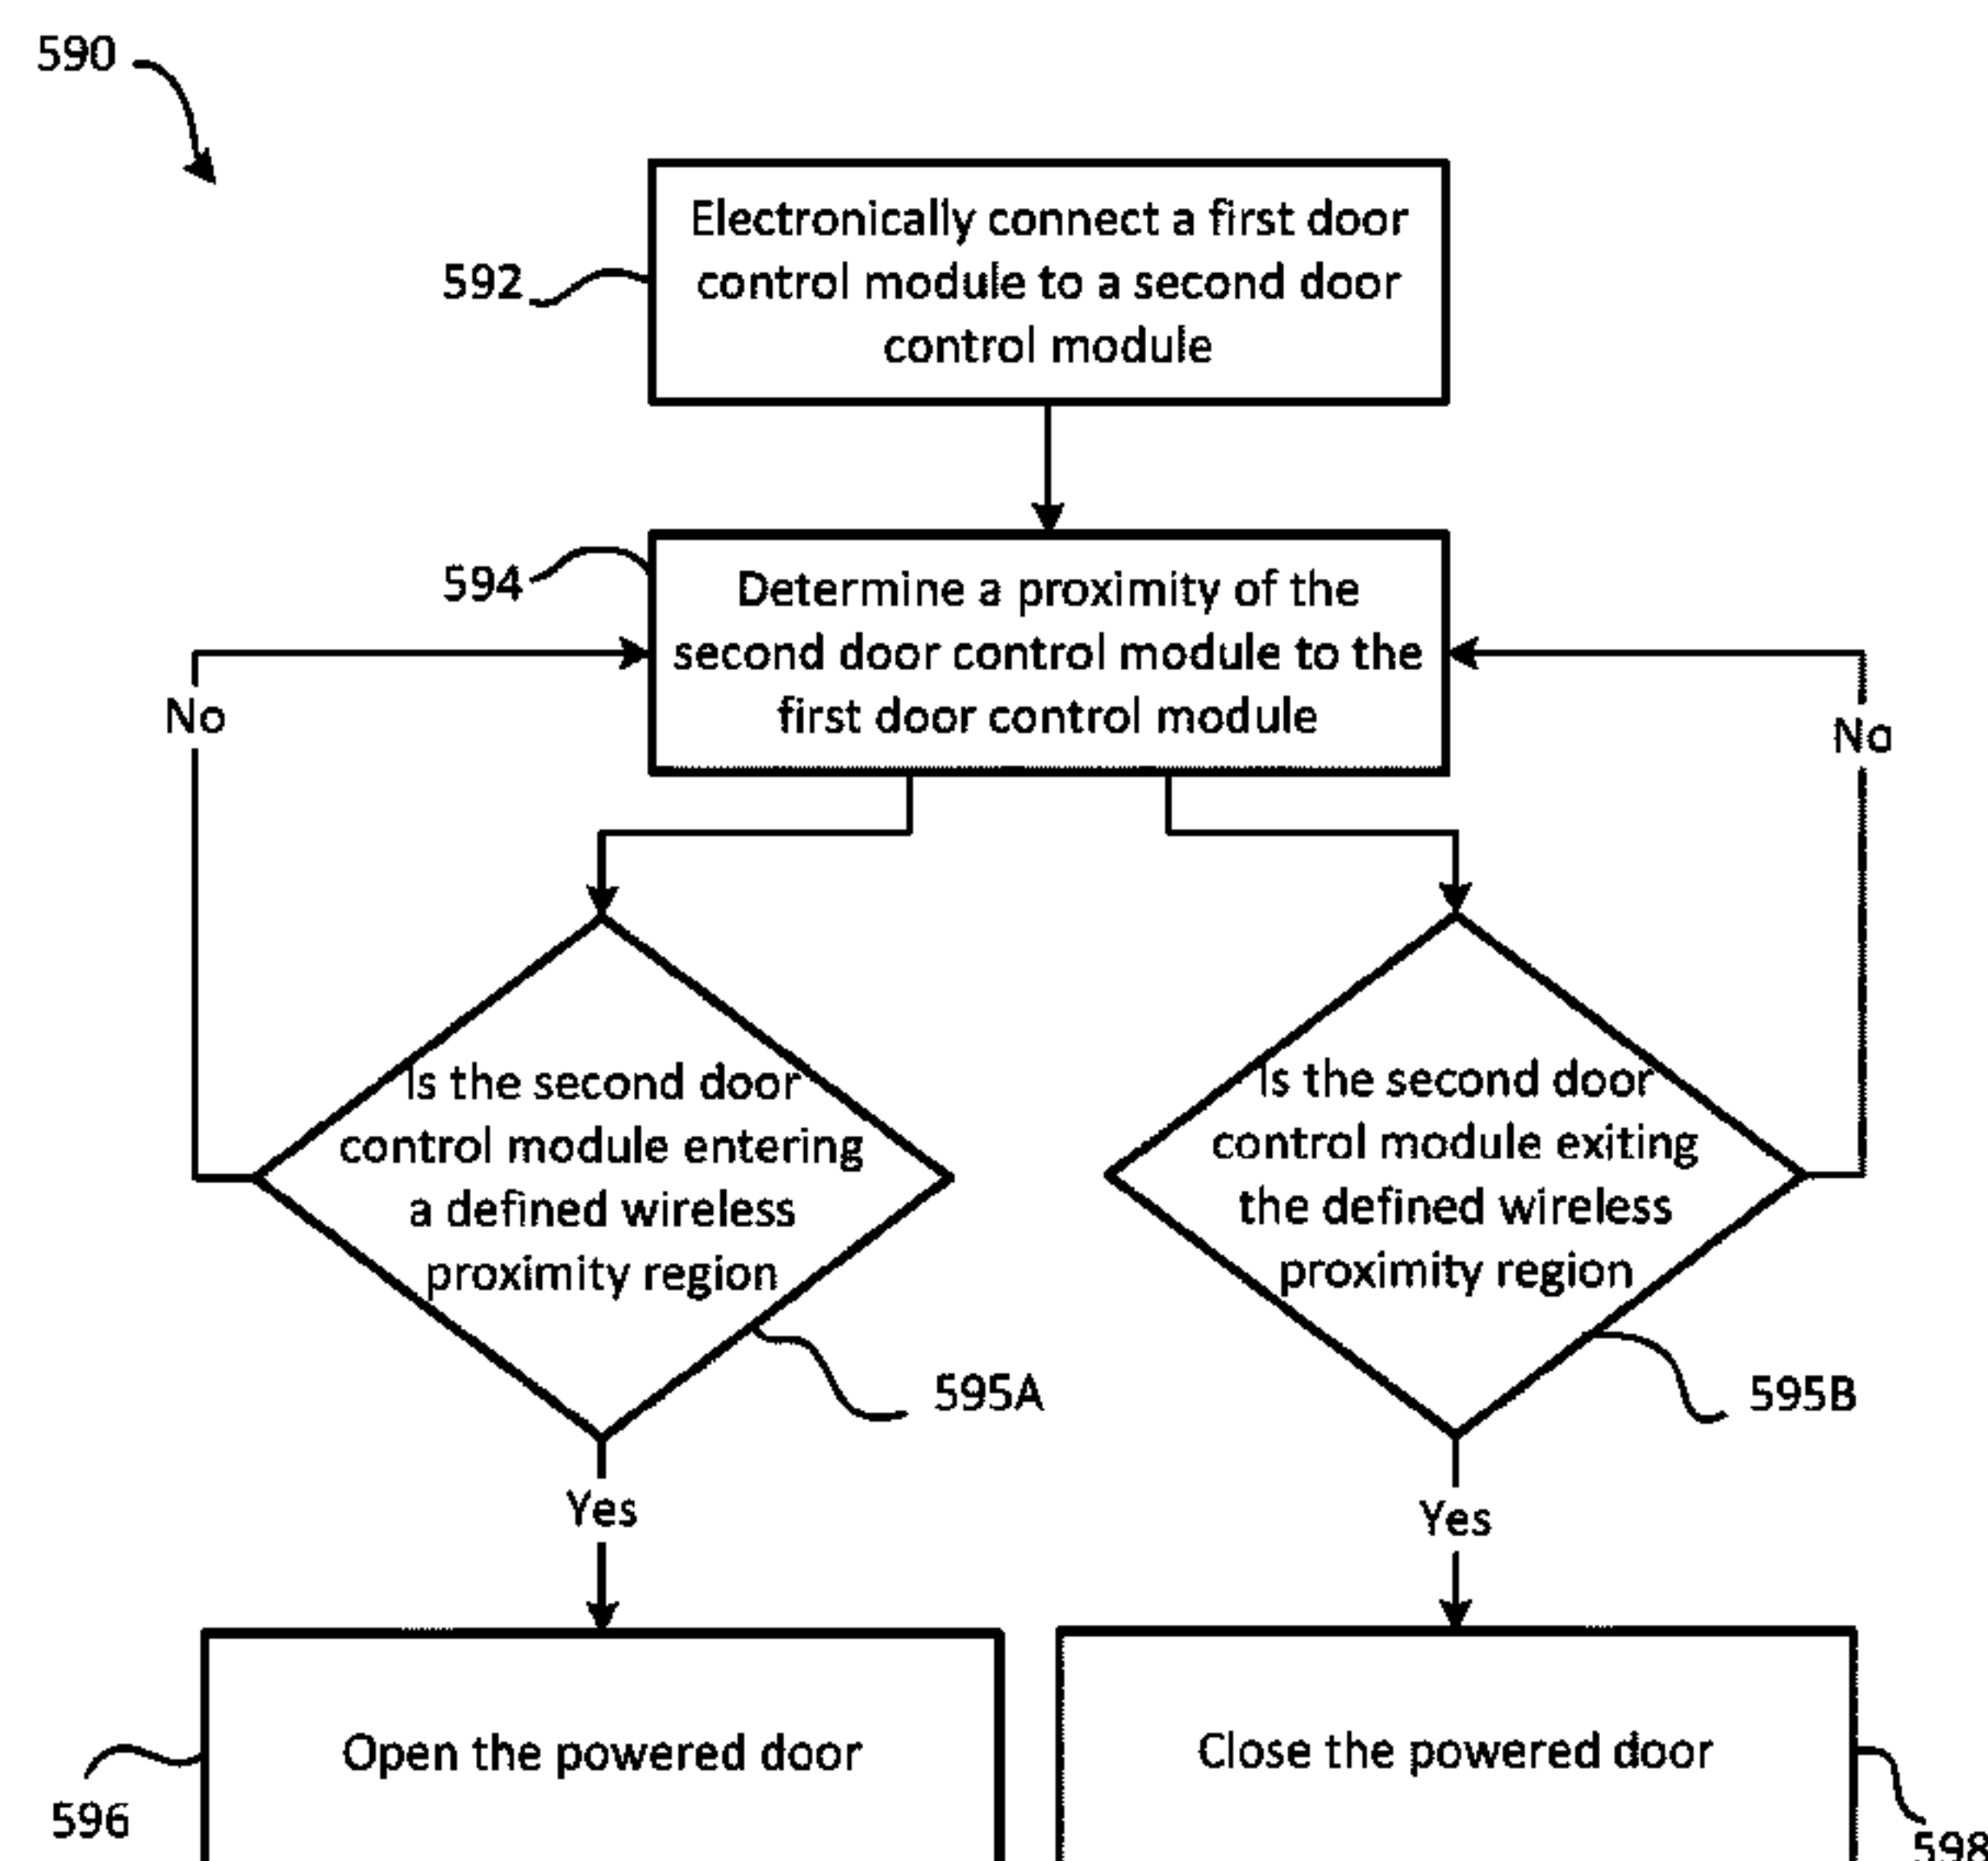 590
Electronically connect a first door
control module to a second door
control module
592
594
Determine a proximity of the
second door control module to the
first door control module
No
No
Is the second door
control module entering
a defined wireless
proximity region
595A
Is the second door
control module exiting
the defined wireless
proximity region
595B
Yes
Yes
Open the powered door
596
Close the powered door
598